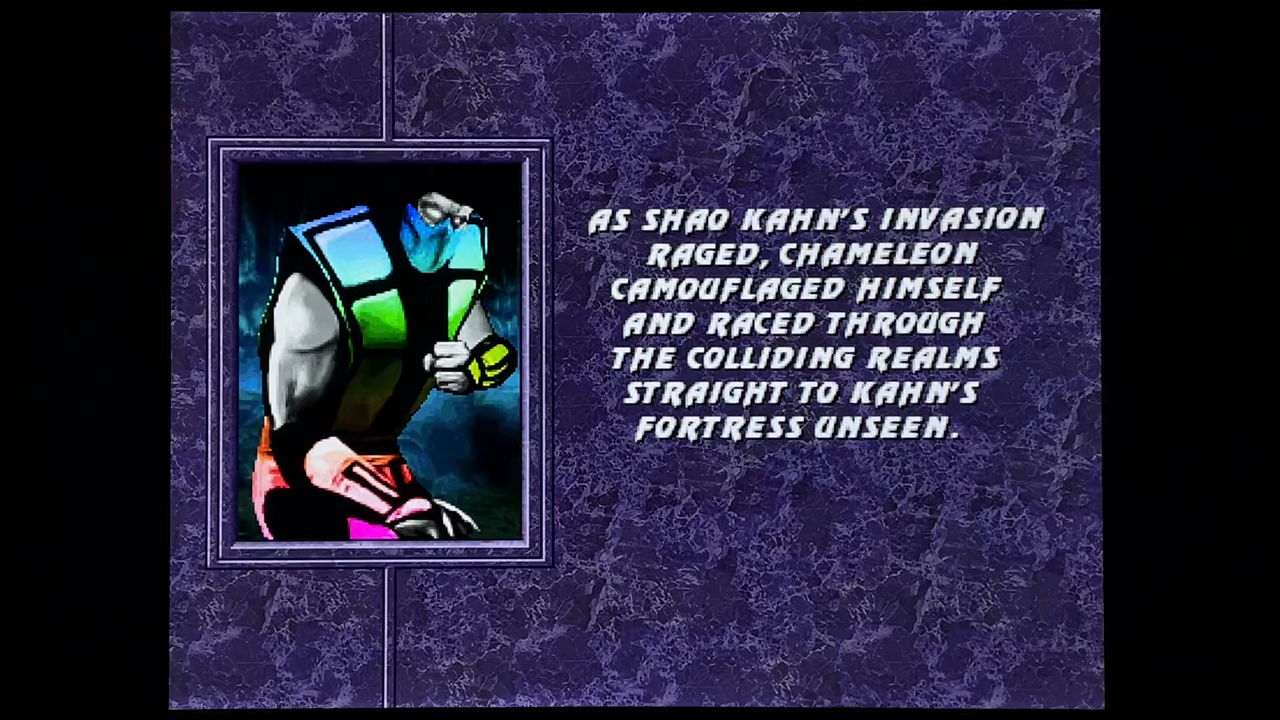 AS SHAO KAHN'S INVASION
RAGED, CHAMELEON
CAMOUFLAGED HIMSELF
AND RACED THROUGH
THE COLLIDING REALMS
STRAIGHT TO KAHN'S
FORTRESS UNSEEN.